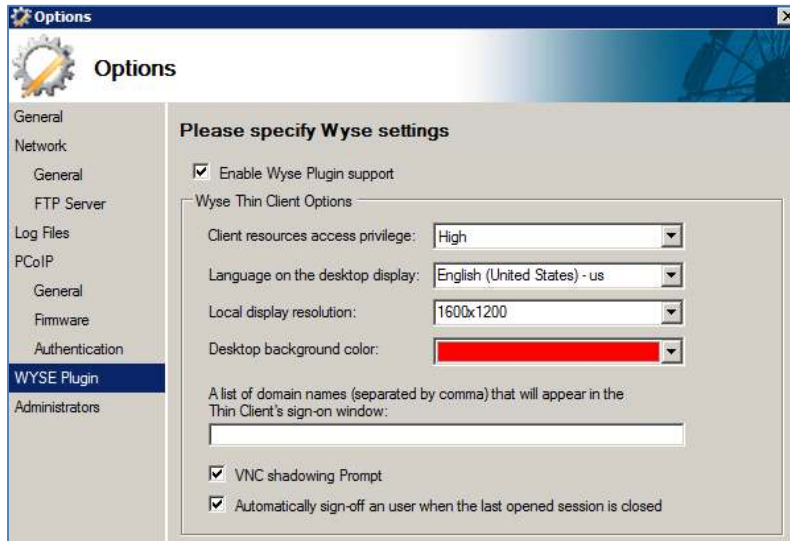 Options
Options
General
Network
General
FTP Server
Log Files
PCoIP
General
Firmware
Authentication
WYSE Plugin
Administrators
Please specify Wyse settings
Enable Wyse Plugin support
Wyse Thin Client Options
Client resources access privilege: High
Language on the desktop display: English (United States) - us
Local display resolution: 1600x1200
Desktop background color:
A list of domain names (separated by comma) that will appear in the
Thin Client's sign-on window:
VNC shadowing Prompt
Automatically sign-off an user when the last opened session is closed